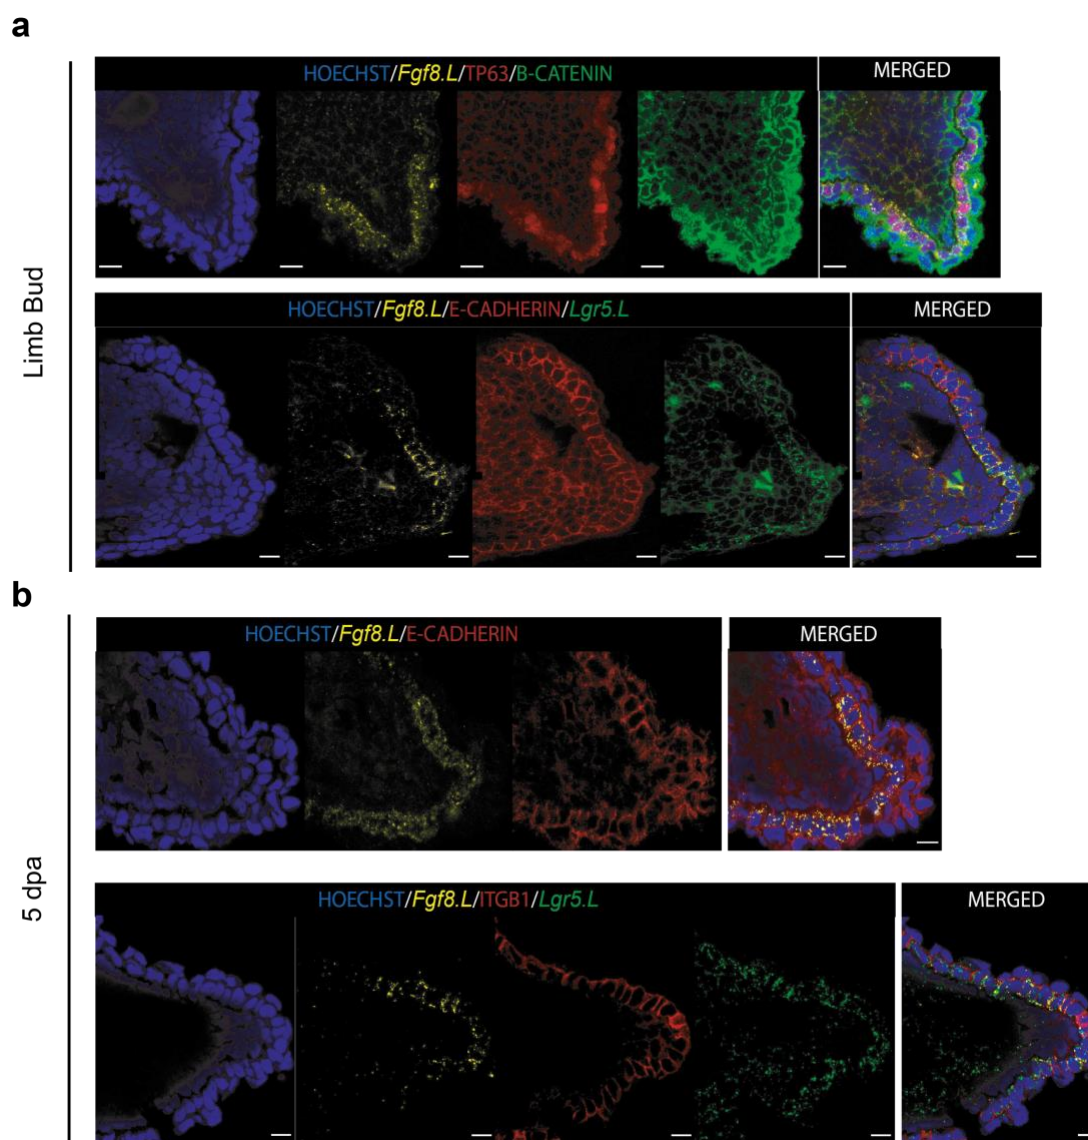 a
Limb Bud
HOECHST/Fgf8.L/TP63/B-CATENIN
MERGED
HOECHST/Fgf8.L/E-CADHERIN/Lgr5.L
MERGED
b
5 dpa
HOECHST/Fgf8.L/E-CADHERIN
MERGED
HOECHST/Fgf8.L/ITGB1/Lgr5.L
MERGED